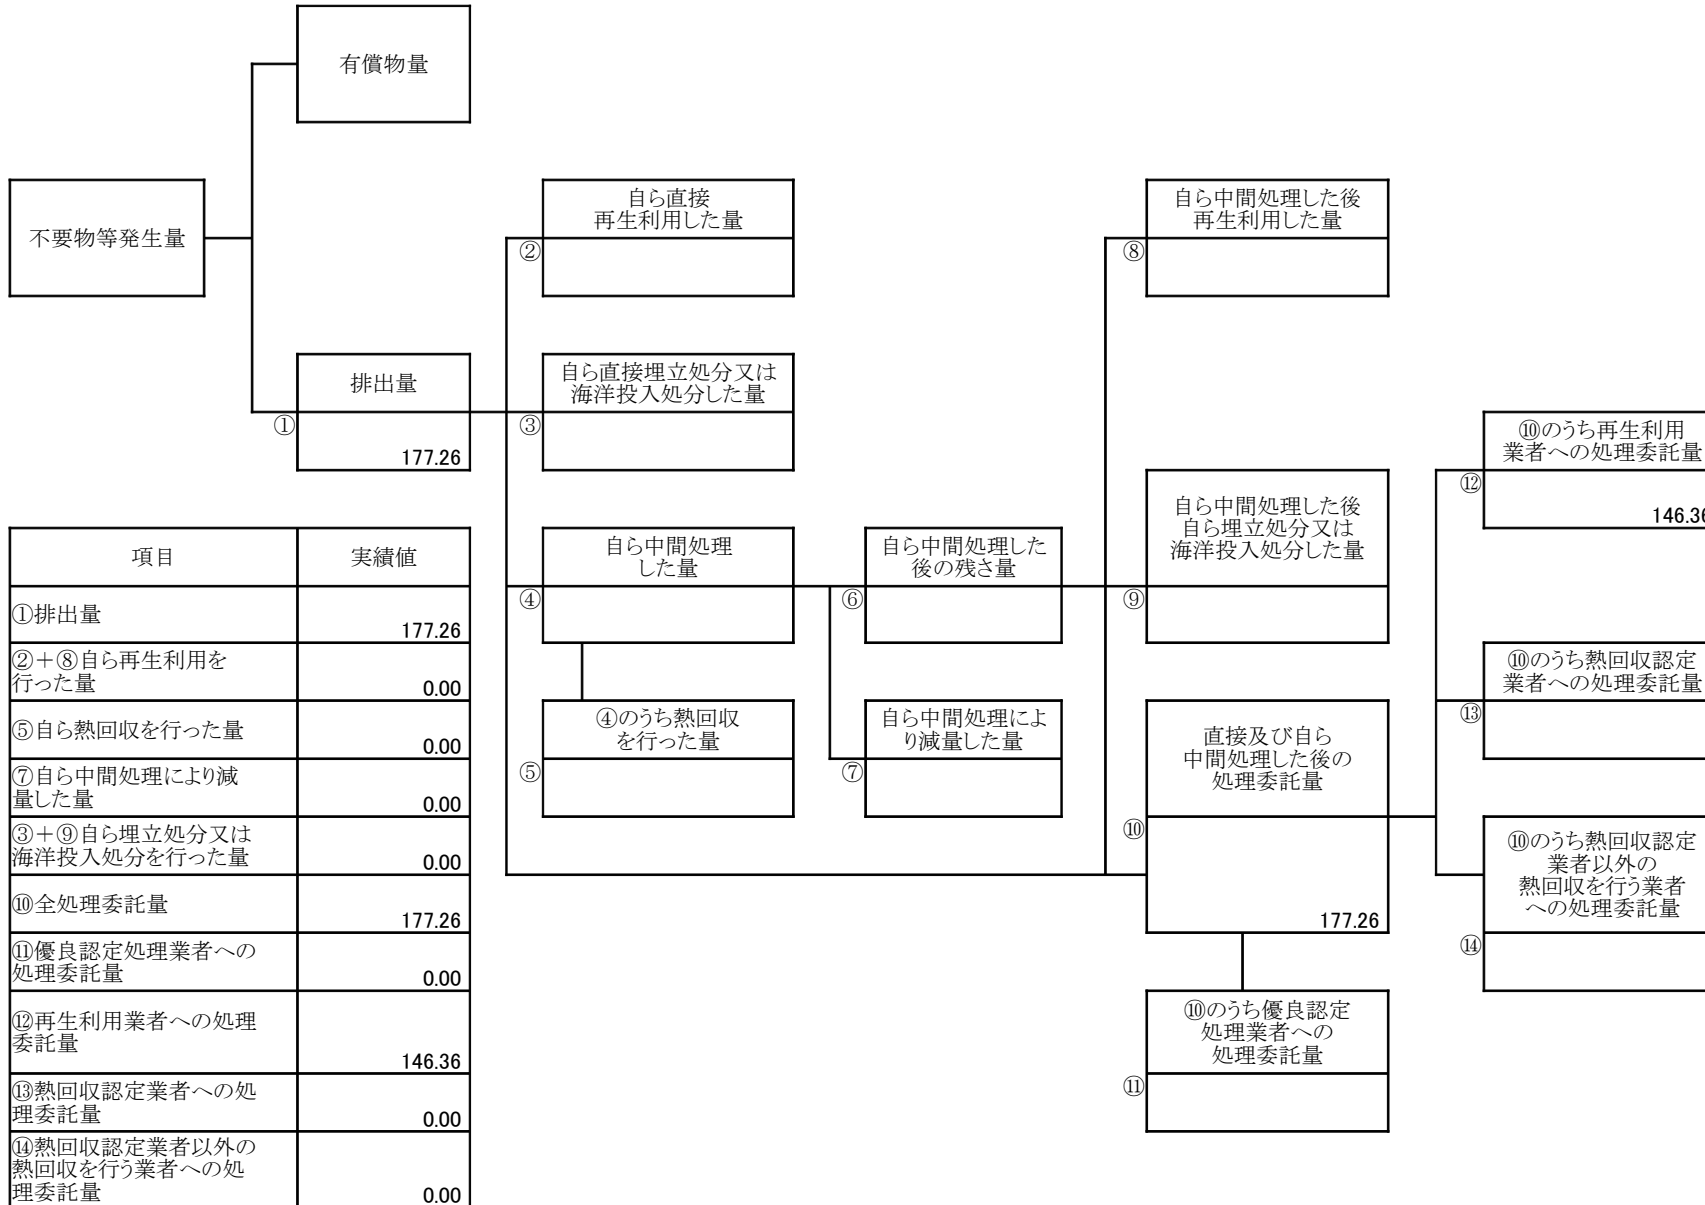 有償物量
不要物等発生量
自ら直接
再生利用した量
②
自ら中間処理した後
再生利用した量
⑧
排出量
①
177.26
自ら直接埋立処分又は
海洋投入処分した量
③
⑩のうち再生利用
業者への処理委託量
⑫
146.36
自ら中間処理した後
自ら埋立処分又は
海洋投入処分した量
⑨
自ら中間処理
した量
④
自ら中間処理した
後の残さ量
⑥
⑩のうち熱回収認定
業者への処理委託量
⑬
④のうち熱回収
を行った量
⑤
自ら中間処理によ
り減量した量
⑦
直接及び自ら
中間処理した後の
処理委託量
⑩
177.26
⑩のうち熱回収認定
業者以外の
熱回収を行う業者
への処理委託量
⑭
⑩のうち優良認定
処理業者への
処理委託量
⑪
項目 実績値
①排出量
177.26
②+⑧自ら再生利用を
行った量
0.00
⑤自ら熱回収を行った量
0.00
⑦自ら中間処理により減
量した量
0.00
③+⑨自ら埋立処分又は
海洋投入処分を行った量
0.00
⑩全処理委託量
177.26
⑪優良認定処理業者への
処理委託量
0.00
⑫再生利用業者への処理
委託量
146.36
⑬熱回収認定業者への処
理委託量
0.00
⑭熱回収認定業者以外の
熱回収を行う業者への処
理委託量
0.00